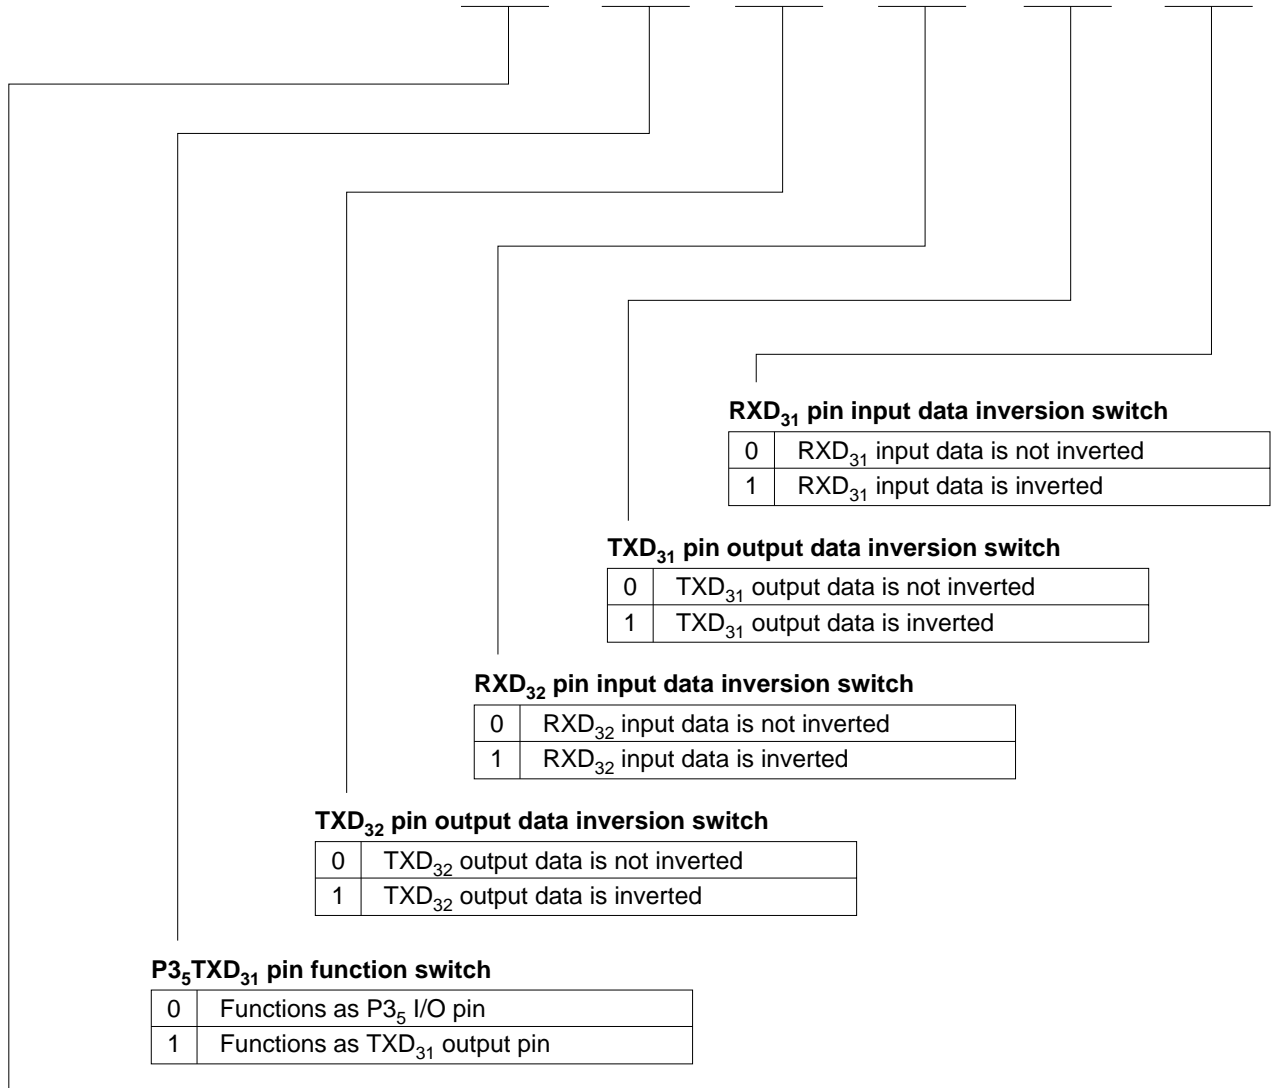 RXD31 pin input data inversion switch
0 RXD31 input data is not inverted
1 RXD31 input data is inverted
TXD31 pin output data inversion switch
0 TXD31 output data is not inverted
1 TXD31 output data is inverted
RXD32 pin input data inversion switch
0 RXD32 input data is not inverted
1 RXD32 input data is inverted
TXD32 pin output data inversion switch
0 TXD32 output data is not inverted
1 TXD32 output data is inverted
P35TXD31 pin function switch
0 Functions as P35 I/O pin
1 Functions as TXD31 output pin